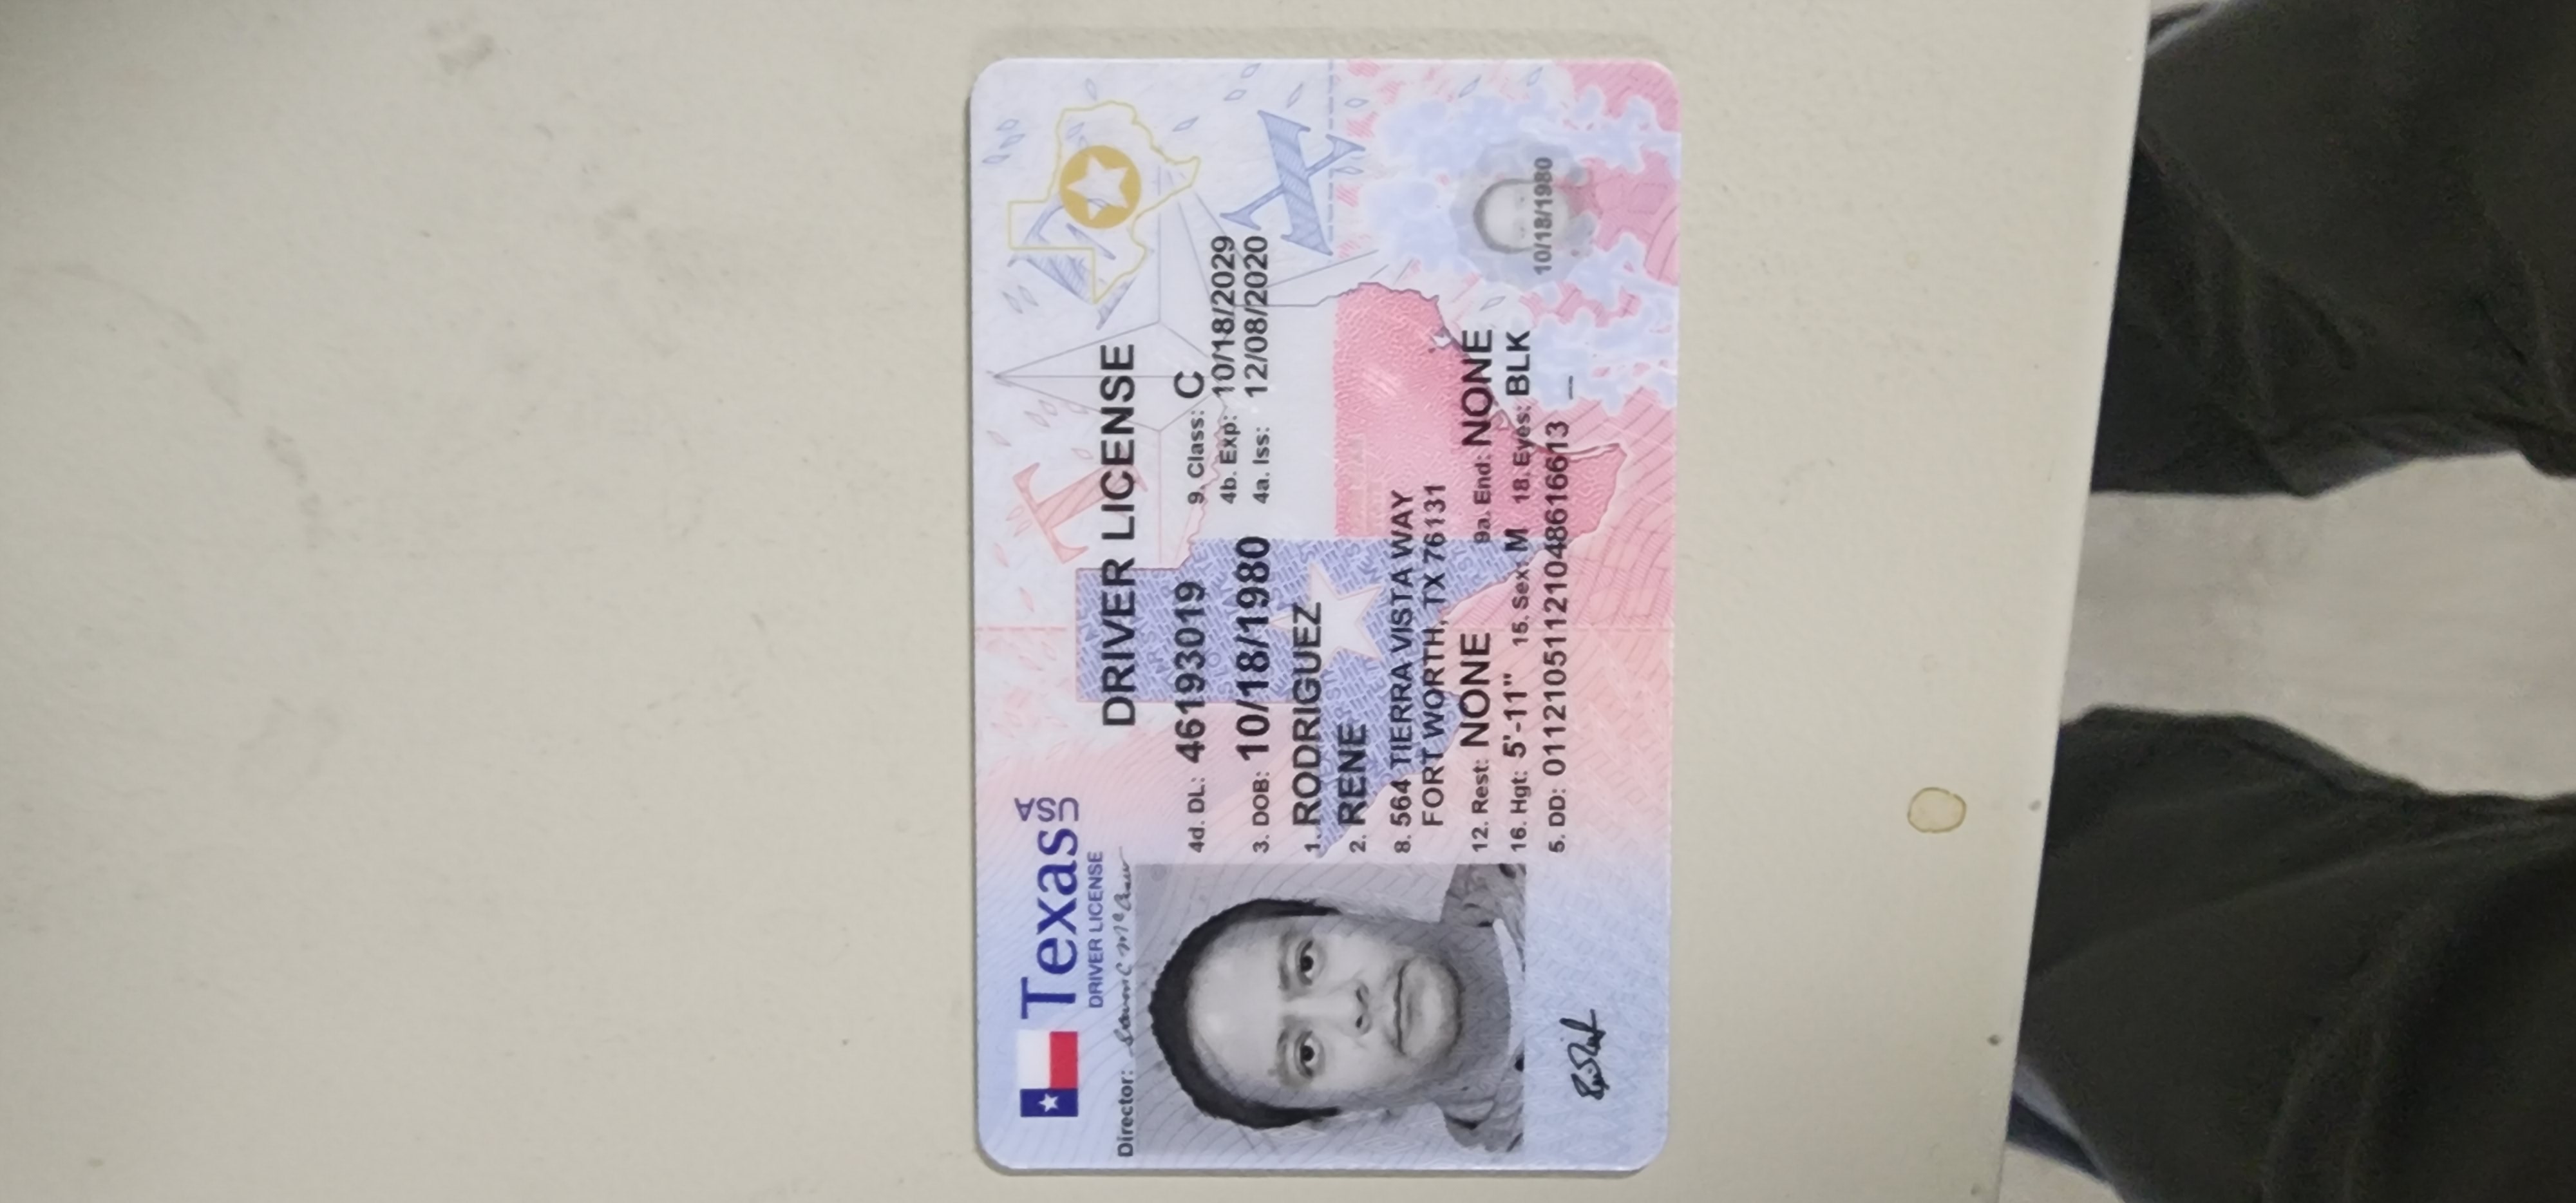 Texas USA
DRIVER LICENSE
Director:
DRIVER LICENSE
4d. DL: 46193019
9. Class: C
4b. Exp: 10/18/2029
3. DOB: 10/18/1980
4a. Iss: 12/08/2020
1. RODRIGUEZ
2. RENE
8. 564 TIERRA VISTA WAY
FORT WORTH, TX 76131
12. Rest: NONE 9a. End: NONE
16. Hgt: 5'-11" 15. Sex: M 18. Eyes: BLK
5. DD: 01121051121048616613
10/18/1980